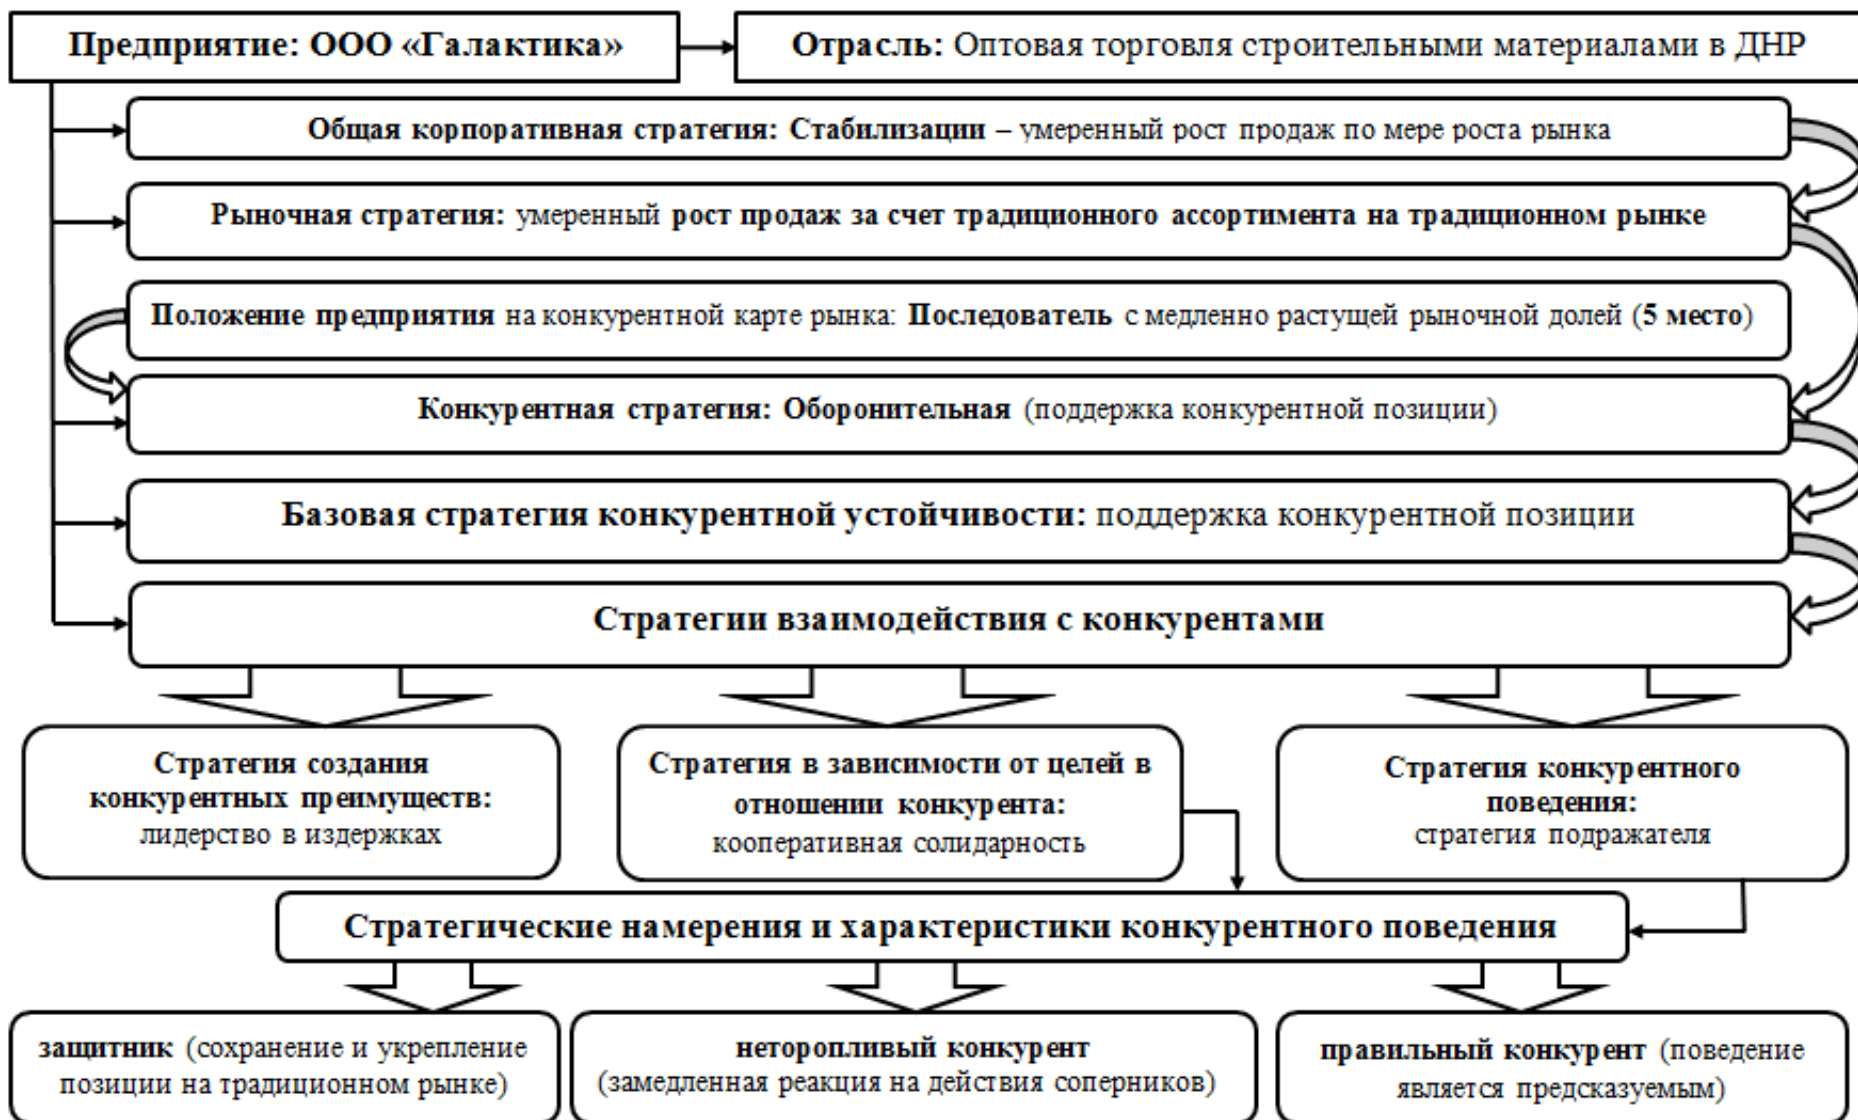 Предприятие: ООО «Галактика»
Отрасль: Оптовая торговля строительными материалами в ДНР
Общая корпоративная стратегия: Стабилизации – умеренный рост продаж по мере роста рынка
Рыночная стратегия: умеренный рост продаж за счет традиционного ассортимента на традиционном рынке
Положение предприятия на конкурентной карте рынка: Последователь с медленно растущей рыночной долей (5 место)
Конкурентная стратегия: Оборонительная (поддержка конкурентной позиции)
Базовая стратегия конкурентной устойчивости: поддержка конкурентной позиции
Стратегии взаимодействия с конкурентами
Стратегия создания
конкурентных преимуществ:
лидерство в издержках
Стратегия в зависимости от целей в
отношении конкурента:
кооперативная солидарность
Стратегия конкурентного
поведения:
стратегия подражателя
Стратегические намерения и характеристики конкурентного поведения
защитник (сохранение и укрепление
позиции на традиционном рынке)
неторопливый конкурент
(замедленная реакция на действия соперников)
правильный конкурент (поведение
является предсказуемым)